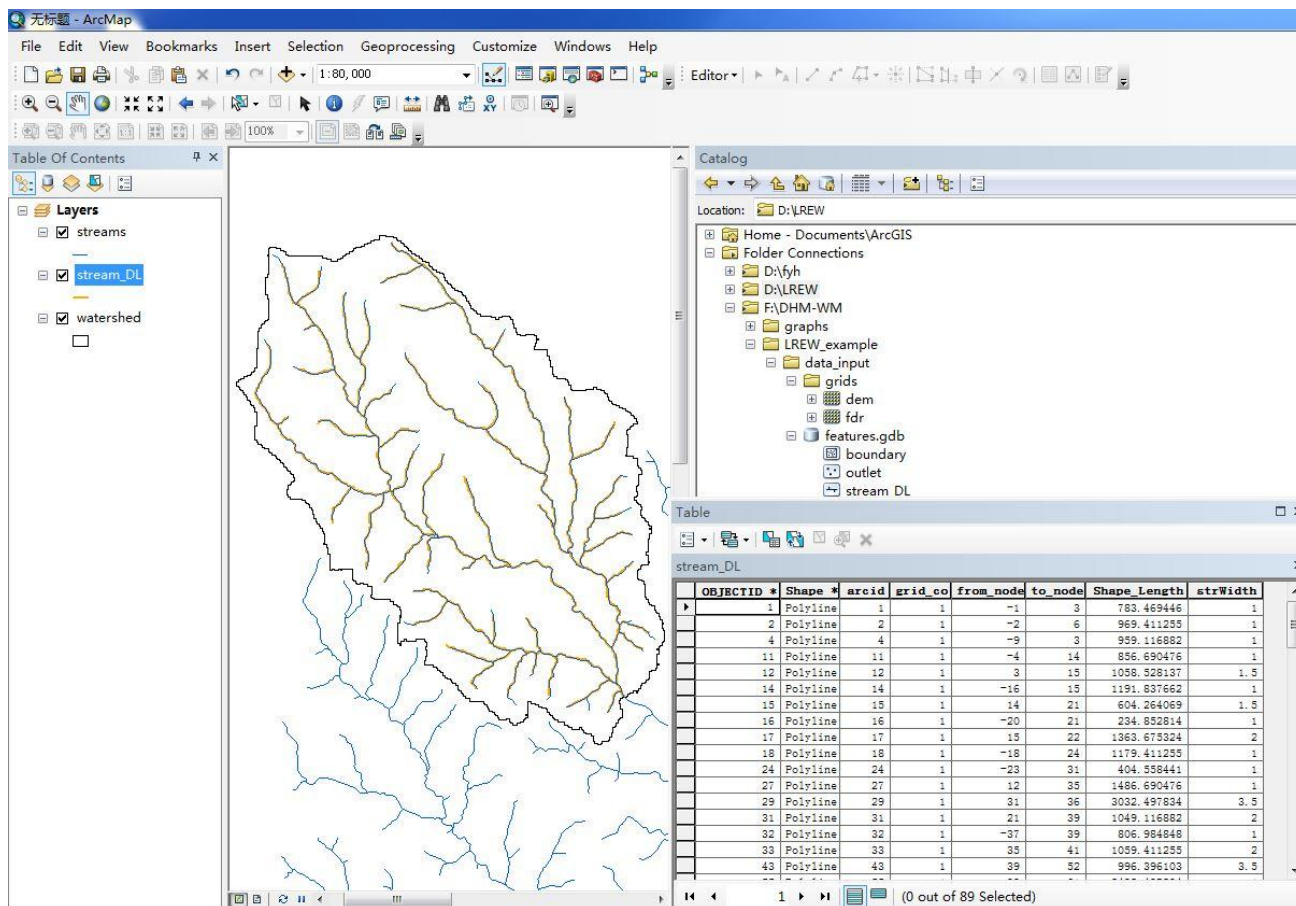 无标题 - ArcMap
File Edit View Bookmarks Insert Selection Geoprocessing Customize Windows Help
1:80,000
Editor
100%
Table Of Contents
Layers
streams
stream_DL
watershed
Catalog
Location: D:\LREW
Home - Documents\ArcGIS
Folder Connections
D:\fyh
D:\LREW
F:\DHM-WM
graphs
LREW_example
data_input
grids
dem
fdr
features.gdb
boundary
outlet
stream_DL
Table
stream_DL
OBJECTID * Shape * arcid grid_co from_node to_node Shape_Length strWidth
1 Polyline 1 1 -1 3 783.469446 1
2 Polyline 2 1 -2 6 969.411255 1
4 Polyline 4 1 -9 3 959.116882 1
11 Polyline 11 1 -4 14 856.690476 1
12 Polyline 12 1 3 15 1058.528137 1.5
14 Polyline 14 1 -16 15 1191.837662 1
15 Polyline 15 1 14 21 604.264069 1.5
16 Polyline 16 1 -20 21 234.852814 1
17 Polyline 17 1 15 22 1363.675324 2
18 Polyline 18 1 -18 24 1179.411255 1
24 Polyline 24 1 -23 31 404.558441 1
27 Polyline 27 1 12 35 1486.690476 1
29 Polyline 29 1 31 36 3032.497834 3.5
31 Polyline 31 1 21 39 1049.116882 2
32 Polyline 32 1 -37 39 806.984848 1
33 Polyline 33 1 35 41 1059.411255 2
43 Polyline 43 1 39 52 996.396103 3.5
1 (0 out of 89 Selected)